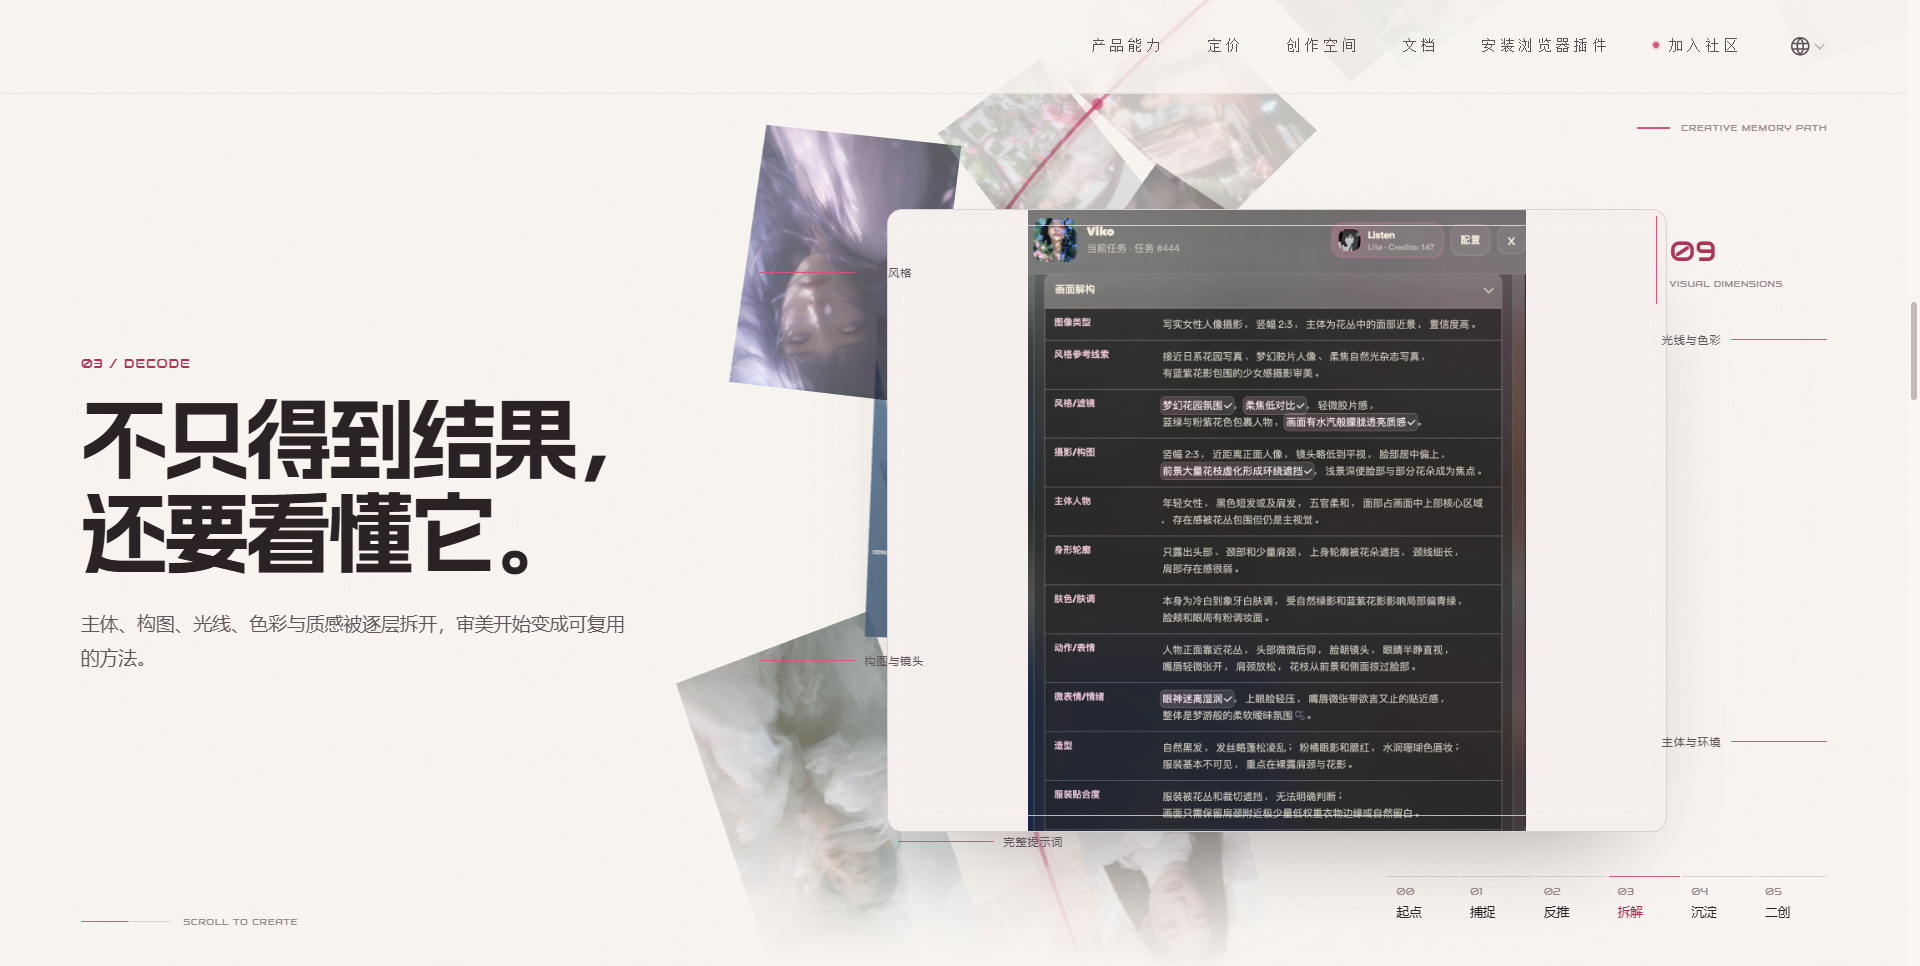 产品能力
定价
创作空间
文档
安装浏览器插件
加入社区
CREATIVE MEMORY PATH
03 / DECODE
不只得到结果，
还要看懂它。
主体、构图、光线、色彩与质感被逐层拆开，审美开始变成可复用
的方法。
SCROLL TO CREATE
风格
构图与镜头
完整提示词
09
VISUAL DIMENSIONS
光线与色彩
主体与环境
Viko
当前任务 · 任务 #444
Listen
Lite · Credits: 147
配置
X
画面解构
图像类型
写实女性人像摄影，竖幅 2:3，主体为花丛中的面部近景，置信度高。
风格参考线索
接近日系花园写真、梦幻胶片人像、柔焦自然光杂志写真，
有蓝紫花影包围的少女感摄影审美。
风格/滤镜
梦幻花园氛围✓，柔焦低对比✓，轻微胶片感，
蓝绿与粉紫花色包裹人物，画面有水汽般朦胧透亮质感✓。
摄影/构图
竖幅 2:3，近距离正面人像，镜头略低到平视，脸部居中偏上，
前景大量花枝虚化形成环绕遮挡✓，浅景深使脸部与部分花朵成为焦点。
主体人物
年轻女性，黑色短发或及肩发，五官柔和，面部占画面中上部核心区域
，存在感被花丛包围但仍是主视觉。
身形轮廓
只露出头部、颈部和少量肩颈，上身轮廓被花朵遮挡，颈线细长，
肩部存在感很弱。
肤色/肤调
本身为冷白到象牙白肤调，受自然绿影和蓝紫花影影响局部偏青绿，
脸颊和眼周有粉调妆面。
动作/表情
人物正面靠近花丛，头部微微后仰，脸朝镜头，眼睛半睁直视，
嘴唇轻微张开，肩颈放松，花枝从前景和侧面掠过脸部。
微表情/情绪
眼神迷离湿润✓，上眼睑轻压，嘴唇微张带欲言又止的贴近感，
整体是梦游般的柔软暧昧氛围。
造型
自然黑发，发丝略蓬松凌乱；粉橘眼影和腮红，水润珊瑚色唇妆；
服装基本不可见，重点在裸露肩颈与花影。
服装贴合度
服装被花丛和裁切遮挡，无法明确判断；
画面只需保留肩颈附近极少量低权重衣物边缘或自然留白。
00
起点
01
捕捉
02
反推
03
拆解
04
沉淀
05
二创